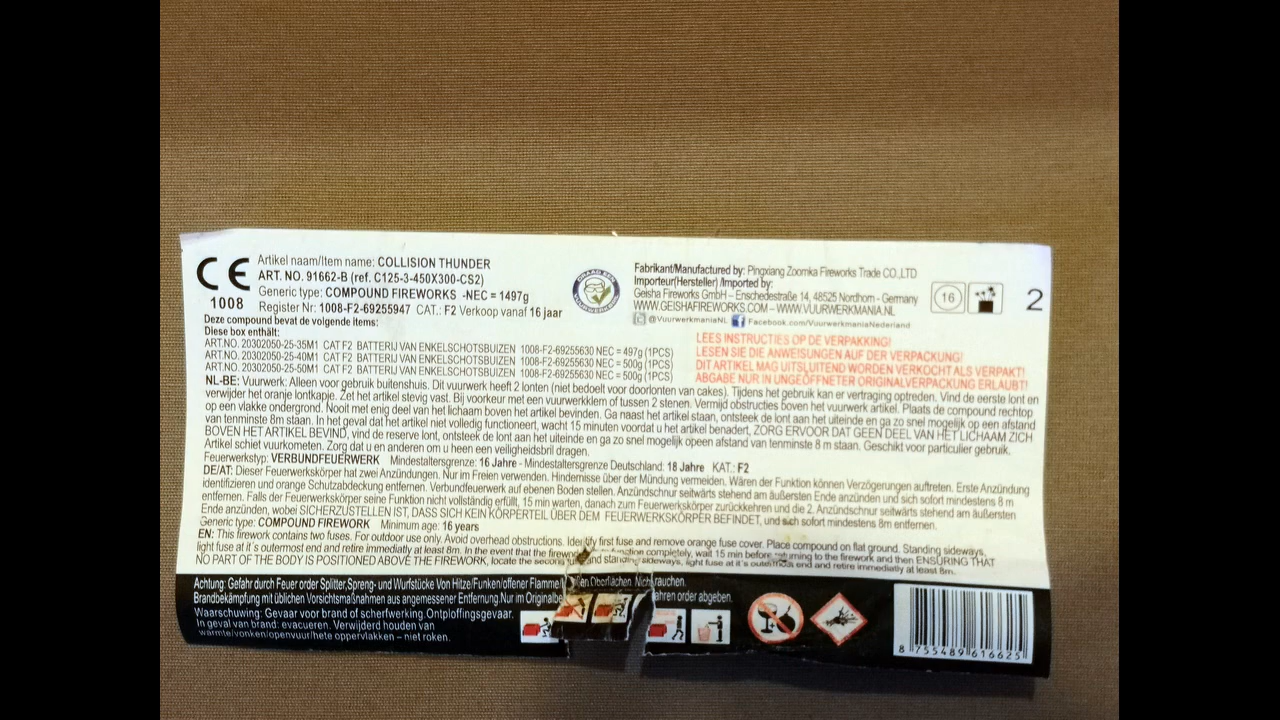 CE
1008
Artikel naam/Item name: COLLISION THUNDER
ART. NO. 91662-B (ref. C125-3-450X300-CS2)
Generic type: COMPOUND FIREWORKS -NEC = 1497g
Register Nr: 1008-F2-69255947 CAT.: F2 Verkoop vanaf 16 jaar
Deze compound bevat de volgende items:
Diese box enthält:
ART.NO. 20302050-25-35M1 CAT F2 BATTERIJ VAN ENKELSCHOTSBUIZEN 1008-F2-69255630 NEC = 497g (1PCS)
ART.NO. 20302050-25-40M1 CAT F2 BATTERIJ VAN ENKELSCHOTSBUIZEN 1008-F2-69255630 NEC = 500g (1PCS)
ART.NO. 20302050-25-50M1 CAT F2 BATTERIJ VAN ENKELSCHOTSBUIZEN 1008-F2-69255630 NEC = 500g (1PCS)
Fabrikant/Manufactured by: Pingxiang Zoomka Fireworks Trade CO.,LTD
Importeur(Hersteller) /Imported by:
Geisha Fireworks GmbH – Enschedestraße 14, 48525 Nordhorn - Germany
WWW.GEISHAFIREWORKS.COM – WWW.VUURWERKMANIA.NL
@VuurwerkmaniaNL Facebook.com/VuurwerkmaniaNederland
16
2
LEES INSTRUCTIES OP DE VERPAKKING!
LESEN SIE DIE ANWEISUNGEN AUF DER VERPACKUNG!
DIT ARTIKEL MAG UITSLUITEND WORDEN VERKOCHT ALS VERPAKT!
ABGABE NUR IN UNGEÖFFNETER ORIGINALVERPACKUNG ERLAUBT!
NL-BE: Vuurwerk: Alleen voor gebruik buitenshuis. Dit vuurwerk heeft 2 lonten (niet bedoelt voor doorlonten van cakes). Tijdens het gebruik kan er vertraging optreden. Vind de eerste lont en
verwijder het oranje lontkapje. Zet het artikel stevig vast. Bij voorkeur met een vuurwerkklem of tussen 2 stenen. Vermijd obstructies boven het vuurwerk artikel. Plaats de compound rechtop
op een vlakke ondergrond. Nooit met enig deel van het lichaam boven het artikel bevinden. Ga naast het artikel staan, ontsteek de lont aan het uiteinde en ga zo snel mogelijk op een afstand
van tenminste 8m staan. In het geval dat het artikel niet volledig functioneert, wacht 15 minuten voordat u het artikel benadert, ZORG ERVOOR DAT GEEN DEEL VAN HET LICHAAM ZICH
BOVEN HET ARTIKEL BEVIND, vind de reserve lont, ontsteek de lont aan het uiteinde en ga zo snel mogelijk opeen afstand van tenminste 8 m staan. Geschikt voor particulier gebruik.
Artikel schiet vuurkometen. Zorg dat u en anderen om u heen een veiligheidsbril dragen.
Feuerwerkstyp: VERBUNDFEUERWERK Mindestaltersgrenze: 16 Jahre - Mindestaltersgrenze Deutschland: 18 Jahre KAT.: F2
DE/AT: Dieser Feuerwerkskörper hat zwei Anzündungen. Nur im Freien verwenden. Hindernisse über der Mündung vermeiden. Wären der Funktion können Verzögerungen auftreten. Erste Anzündung
identifizieren und orange Schutzabdeckung entfernen. Verbundfeuerwerk auf ebenen Boden stellen. Anzündschnur seitwärts stehend am äußersten Ende anzünden und sich sofort mindestens 8 m
entfernen. Falls der Feuerwerkskörper seine Funktion nicht vollständig erfüllt, 15 min warten, danach zum Feuerwerkskörper zurückkehren und die 2. Anzündschnur seitwärts stehend am äußersten
Ende anzünden, wobei SICHERZUSTELLEN IST, DASS SICH KEIN KÖRPERTEIL ÜBER DEM FEUERWERKSKÖRPER BEFINDET, und sich sofort mindestens 8m entfernen.
Generic type: COMPOUND FIREWORK Minimum age: 16 years
EN: This firework contains two fuses. For outdoor use only. Avoid overhead obstructions. Identify first fuse and remove orange fuse cover. Place compound on flat ground. Standing sideways,
light fuse at it's outermost end and retire immediately at least 8m. In the event that the firework function completely, wait 15 min before returning to the firework and then ENSURING THAT
NO PART OF THE BODY IS POSITIONED ABOVE THE FIREWORK, locate the second and standing sideways, light fuse at it's outermost end and retire immediately at least 8m.
Achtung: Gefahr durch Feuer oder Splitter, Spreng- und Wurfstücke. Von Hitze/Funken/offener Flamme/ Oberflächen. Nicht rauchen.
Brandbekämpfung mit üblichen Vorsichtsmaßnahmen aus angemessener Entfernung.Nur im Originalbe Jahren order abgeben.
Waarschuwing: Gevaar voor brand of scherfwerking ontploffingsgevaar.
In geval van brand: evacueren. Verwijderd houden van
warmte/vonken/openvuur/hete oppervlakken – niet roken.
8 755489 616625